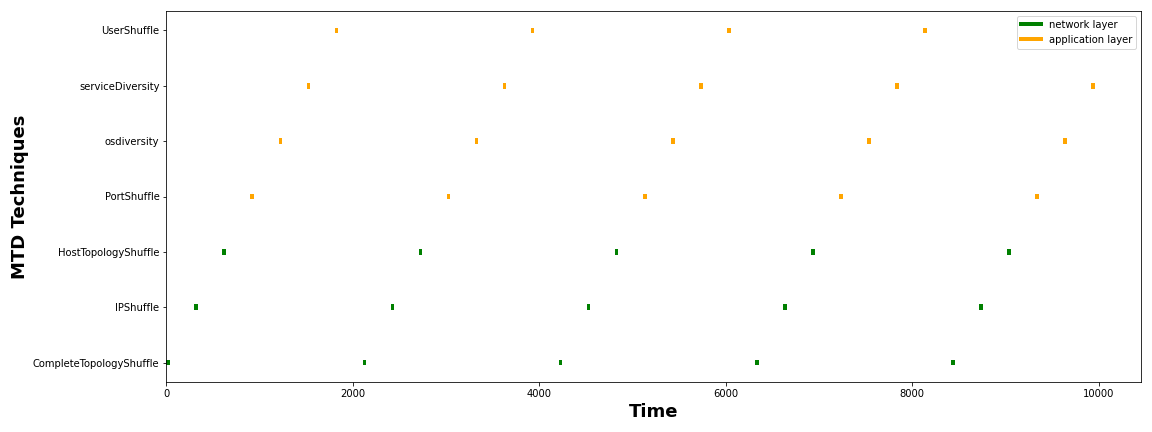 UserShuffle
serviceDiversity
osdiversity
PortShuffle
HostTopologyShuffle
IPShuffle
CompleteTopologyShuffle
MTD Techniques
network layer
application layer
0 2000 4000 6000 8000 10000
Time